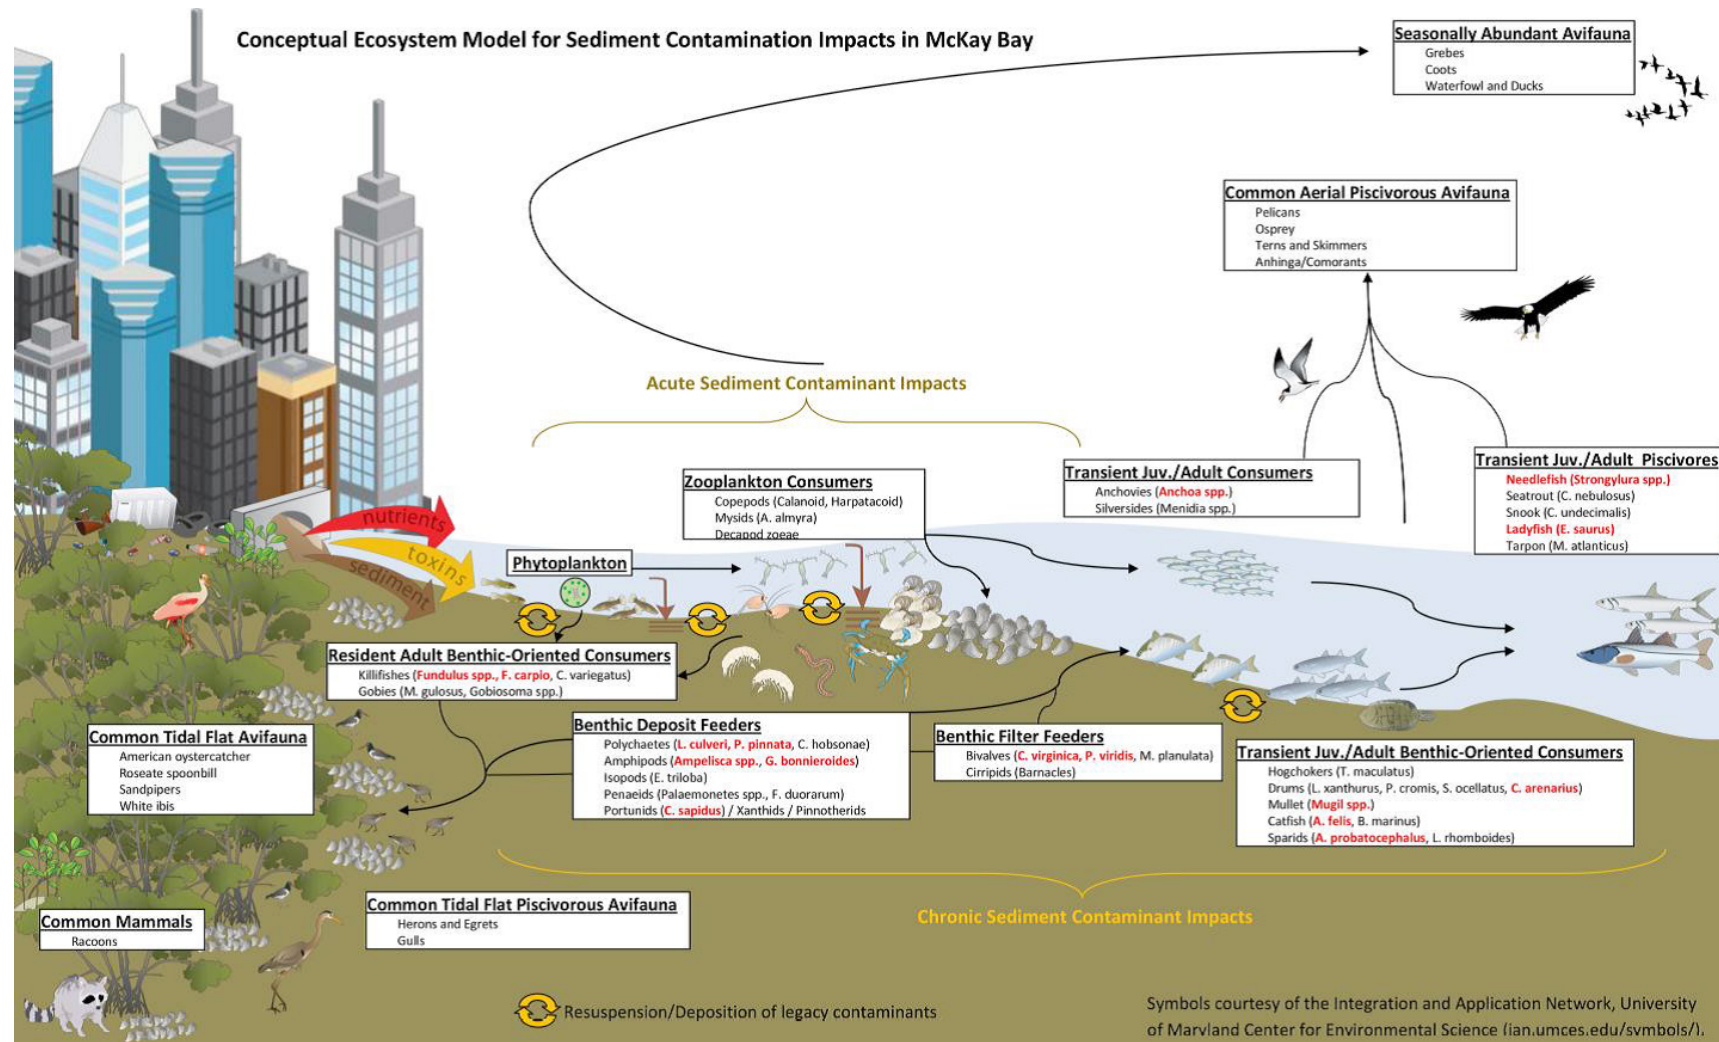 Conceptual Ecosystem Model for Sediment Contamination Impacts in McKay Bay
Seasonally Abundant Avifauna
Grebes
Coots
Waterfowl and Ducks
Common Aerial Piscivorous Avifauna
Pelicans
Osprey
Terns and Skimmers
Anhinga/Comorants
Acute Sediment Contaminant Impacts
Zooplankton Consumers
Copepods (Calanoid, Harpatacoid)
Mysids (A. almyra)
Decapod zoeae
Transient Juv./Adult Consumers
Anchovies (Anchoa spp.)
Silversides (Menidia spp.)
Transient Juv./Adult Piscivores
Needlefish (Strongylura spp.)
Seatrout (C. nebulosus)
Snook (C. undecimalis)
Ladyfish (E. saurus)
Tarpon (M. atlanticus)
nutrients
toxins
sediment
Phytoplankton
Resident Adult Benthic-Oriented Consumers
Killifishes (Fundulus spp., F. carpio, C. variegatus)
Gobies (M. gulosus, Gobiosoma spp.)
Common Tidal Flat Avifauna
American oystercatcher
Roseate spoonbill
Sandpipers
White ibis
Benthic Deposit Feeders
Polychaetes (L. culveri, P. pinnata, C. hobsonae)
Amphipods (Ampelisca spp., G. bonnieroides)
Isopods (E. triloba)
Penaeids (Palaemonetes spp., F. duorarum)
Portunids (C. sapidus) / Xanthids / Pinnotherids
Benthic Filter Feeders
Bivalves (C. virginica, P. viridis, M. planulata)
Cirripids (Barnacles)
Transient Juv./Adult Benthic-Oriented Consumers
Hogchokers (T. maculatus)
Drums (L. xanthurus, P. cromis, S. ocellatus, C. arenarius)
Mullet (Mugil spp.)
Catfish (A. felis, B. marinus)
Sparids (A. probatocephalus, L. rhomboides)
Common Mammals
Racoons
Common Tidal Flat Piscivorous Avifauna
Herons and Egrets
Gulls
Chronic Sediment Contaminant Impacts
Resuspension/Deposition of legacy contaminants
Symbols courtesy of the Integration and Application Network, University
of Maryland Center for Environmental Science (ian.umces.edu/symbols/).